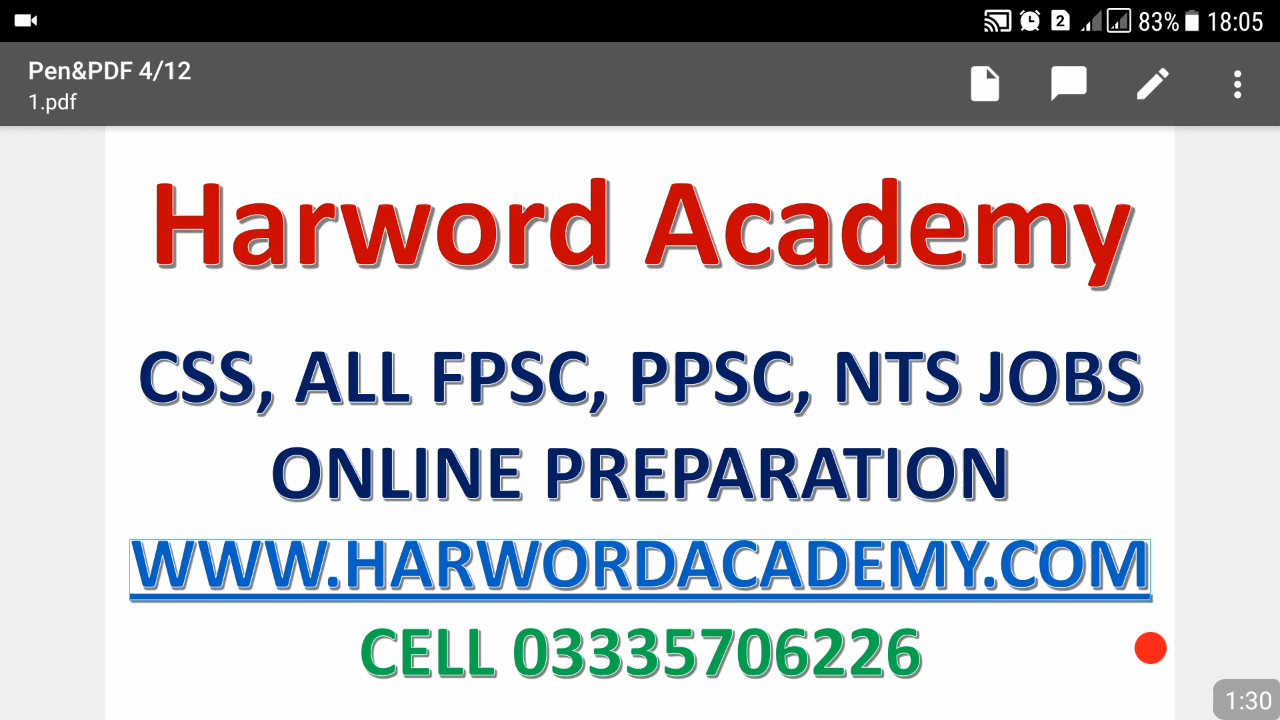 2 83% 18:05
Pen&PDF 4/12
1.pdf
Harword Academy
CSS, ALL FPSC, PPSC, NTS JOBS
ONLINE PREPARATION
WWW.HARWORDACADEMY.COM
CELL 03335706226
1:30